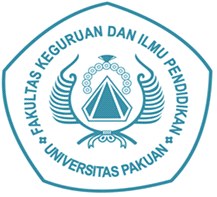 FAKULTAS KEGURUAN DAN ILMU PENDIDIKAN
UNIVERSITAS PAKUAN